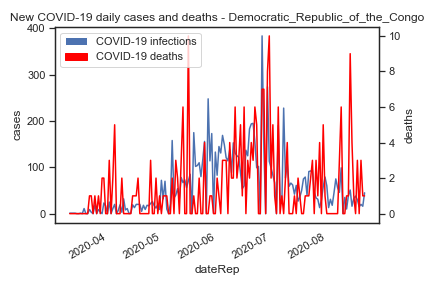 New COVID-19 daily cases and deaths - Democratic_Republic_of_the_Congo
COVID-19 infections
COVID-19 deaths
400
300
200
100
0
cases
10
8
6
4
2
0
deaths
2020-04
2020-05
2020-06
2020-07
2020-08
dateRep